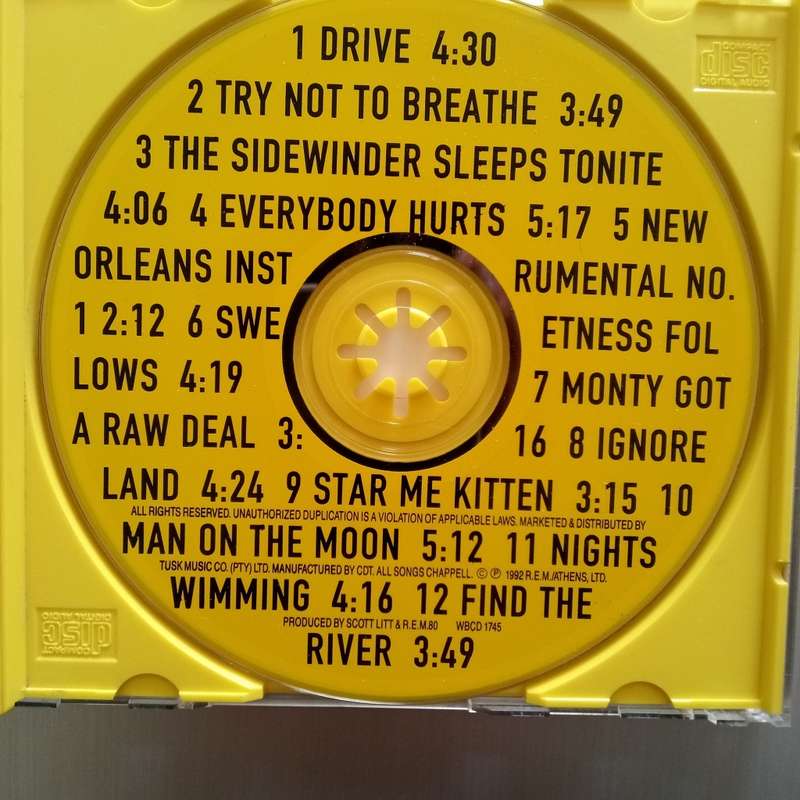 COMPACT
disc
DIGITAL AUDIO
1 DRIVE 4:30
2 TRY NOT TO BREATHE 3:49
3 THE SIDEWINDER SLEEPS TONITE
4:06 4 EVERYBODY HURTS 5:17 5 NEW
ORLEANS INST RUMENTAL NO.
1 2:12 6 SWE ETNESS FOL
LOWS 4:19 7 MONTY GOT
A RAW DEAL 3: 16 8 IGNORE
LAND 4:24 9 STAR ME KITTEN 3:15 10
ALL RIGHTS RESERVED. UNAUTHORIZED DUPLICATION IS A VIOLATION OF APPLICABLE LAWS. MARKETED & DISTRIBUTED BY
MAN ON THE MOON 5:12 11 NIGHTS
TUSK MUSIC CO. (PTY) LTD. MANUFACTURED BY CDT. ALL SONGS CHAPPELL. © ℗ 1992 R.E.M./ATHENS, LTD.
WIMMING 4:16 12 FIND THE
PRODUCED BY SCOTT LITT & R.E.M.80 WBCD 1745
RIVER 3:49
COMPACT
disc
DIGITAL AUDIO